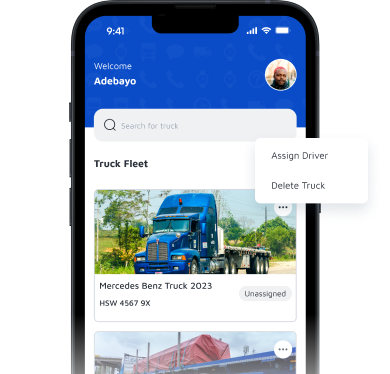 9:41
Welcome
Adebayo
Search for truck
Assign Driver
Truck Fleet
Delete Truck
Mercedes Benz Truck 2023
Unassigned
HSW 4567 9X